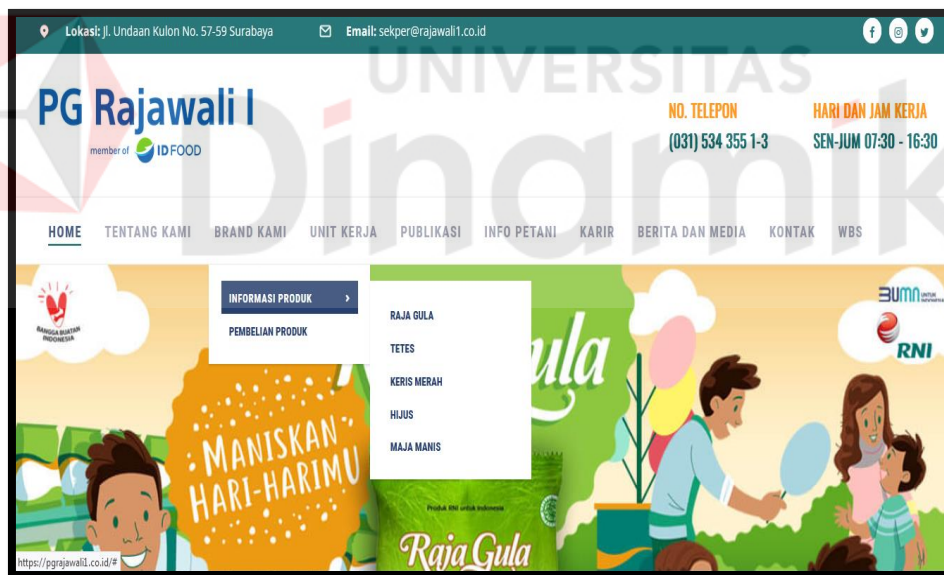 Lokasi: Jl. Undaan Kulon No. 57-59 Surabaya
Email: sekper@rajawali1.co.id
UNIVERSITAS
Dinamik
PG Rajawali I
member of ID FOOD
NO. TELEPON
(031) 534 355 1-3
HARI DAN JAM KERJA
SEN-JUM 07:30 - 16:30
HOME TENTANG KAMI BRAND KAMI UNIT KERJA PUBLIKASI INFO PETANI KARIR BERITA DAN MEDIA KONTAK WBS
INFORMASI PRODUK
PEMBELIAN PRODUK
RAJA GULA
TETES
KERIS MERAH
HIJUS
MAJA MANIS
BANGGA BUATAN
INDONESIA
BUMN UNTUK
RNI
ula
MANISKAN
HARI-HARIMU
Produk RNI untuk Indonesia
Raja Gula
https://pgrajawali1.co.id/#